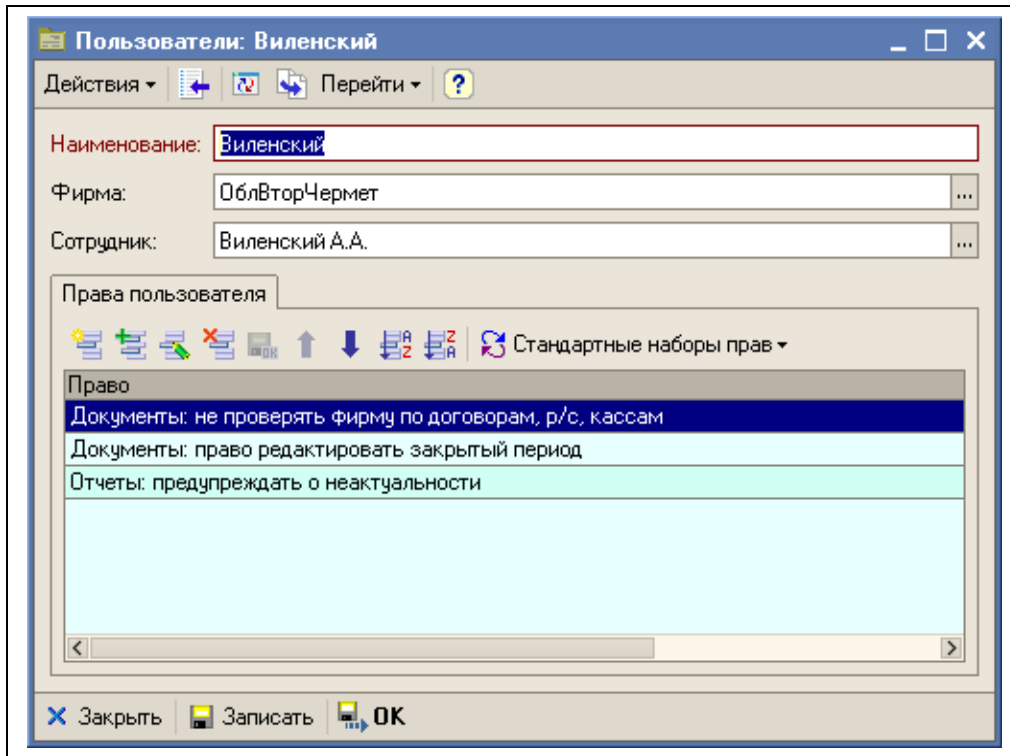 Пользователи: Виленский
Действия Перейти ?
Наименование: Виленский
Фирма: ОблВторЧермет ...
Сотрудник: Виленский А.А. ...
Права пользователя
Стандартные наборы прав
Право
Документы: не проверять фирму по договорам, р/с, кассам
Документы: право редактировать закрытый период
Отчеты: предупреждать о неактуальности
Закрыть Записать OK